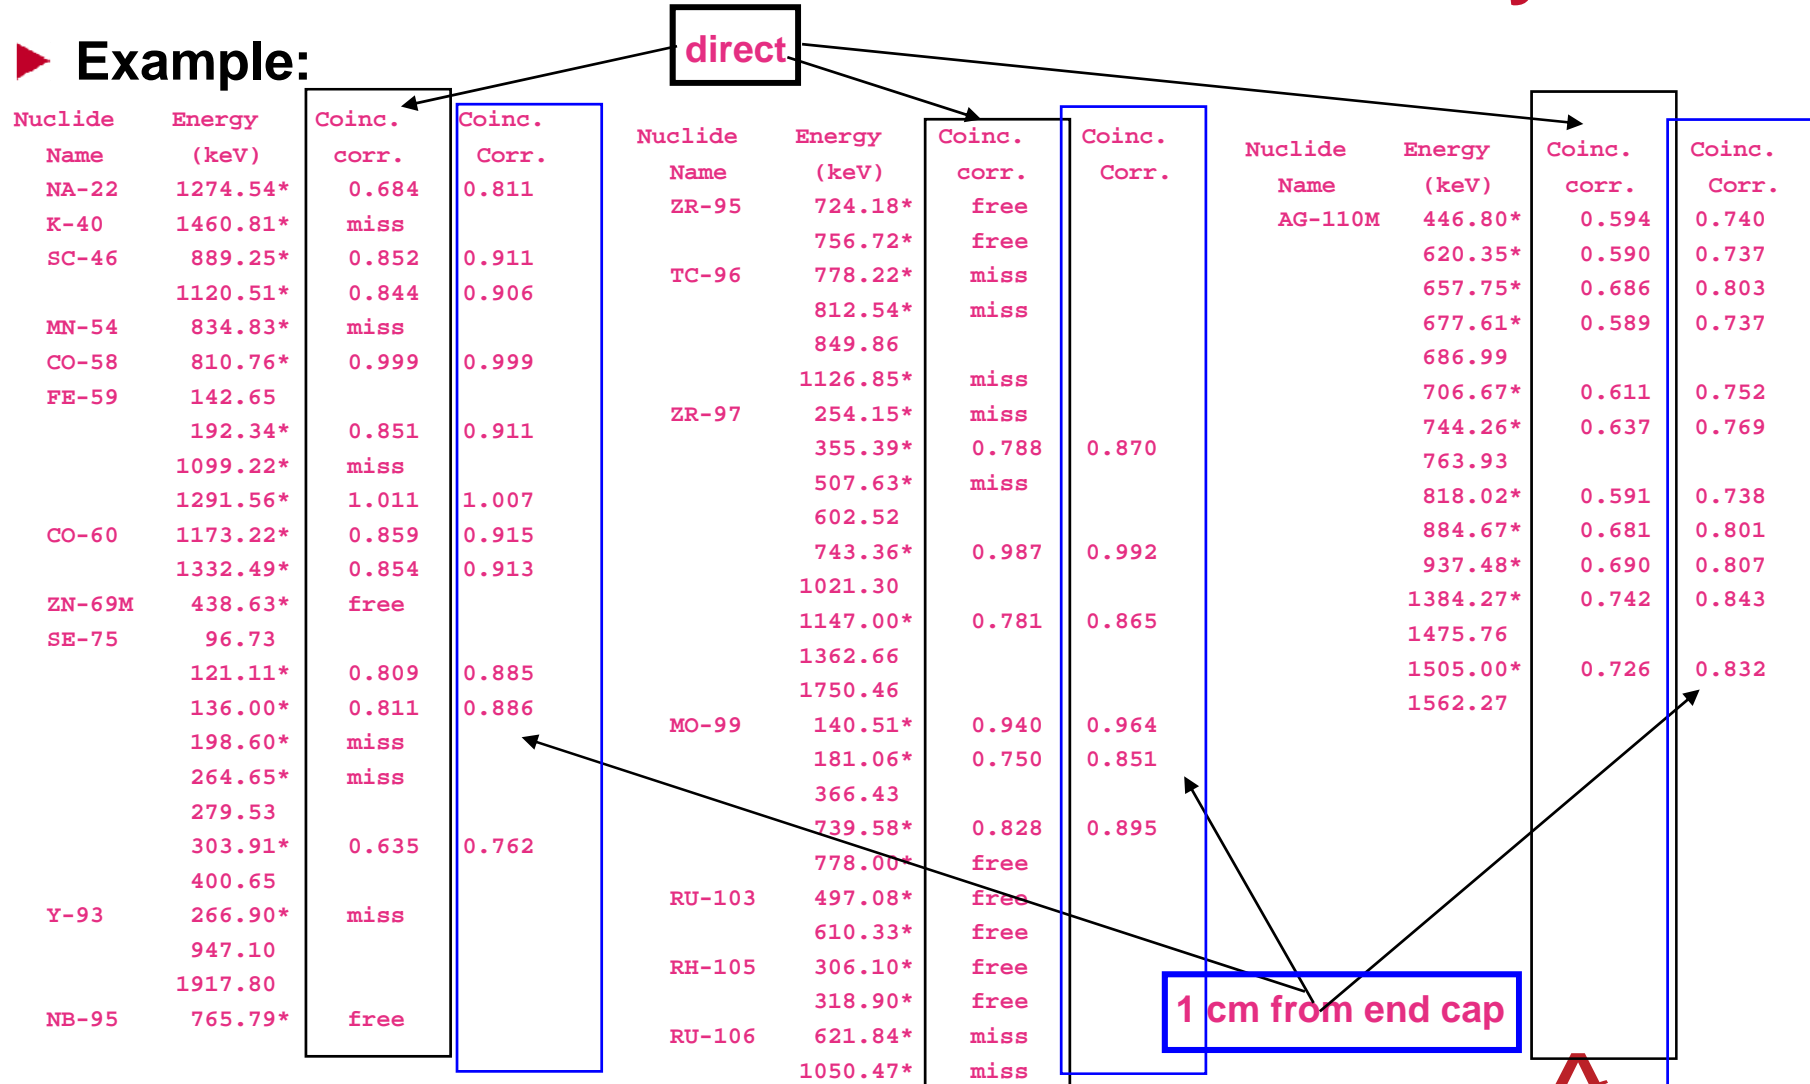 Example:
direct
Nuclide Energy Coinc. Coinc.
Name (keV) corr. Corr.
NA-22 1274.54* 0.684 0.811
K-40 1460.81* miss
SC-46 889.25* 0.852 0.911
1120.51* 0.844 0.906
MN-54 834.83* miss
CO-58 810.76* 0.999 0.999
FE-59 142.65
192.34* 0.851 0.911
1099.22* miss
1291.56* 1.011 1.007
CO-60 1173.22* 0.859 0.915
1332.49* 0.854 0.913
ZN-69M 438.63* free
SE-75 96.73
121.11* 0.809 0.885
136.00* 0.811 0.886
198.60* miss
264.65* miss
279.53
303.91* 0.635 0.762
400.65
Y-93 266.90* miss
947.10
1917.80
NB-95 765.79* free
Nuclide Energy Coinc. Coinc.
Name (keV) corr. Corr.
ZR-95 724.18* free
756.72* free
TC-96 778.22* miss
812.54* miss
849.86
1126.85* miss
ZR-97 254.15* miss
355.39* 0.788 0.870
507.63* miss
602.52
743.36* 0.987 0.992
1021.30
1147.00* 0.781 0.865
1362.66
1750.46
MO-99 140.51* 0.940 0.964
181.06* 0.750 0.851
366.43
739.58* 0.828 0.895
778.00* free
RU-103 497.08* free
610.33* free
RH-105 306.10* free
318.90* free
RU-106 621.84* miss
1050.47* miss
Nuclide Energy Coinc. Coinc.
Name (keV) corr. Corr.
AG-110M 446.80* 0.594 0.740
620.35* 0.590 0.737
657.75* 0.686 0.803
677.61* 0.589 0.737
686.99
706.67* 0.611 0.752
744.26* 0.637 0.769
763.93
818.02* 0.591 0.738
884.67* 0.681 0.801
937.48* 0.690 0.807
1384.27* 0.742 0.843
1475.76
1505.00* 0.726 0.832
1562.27
1 cm from end cap